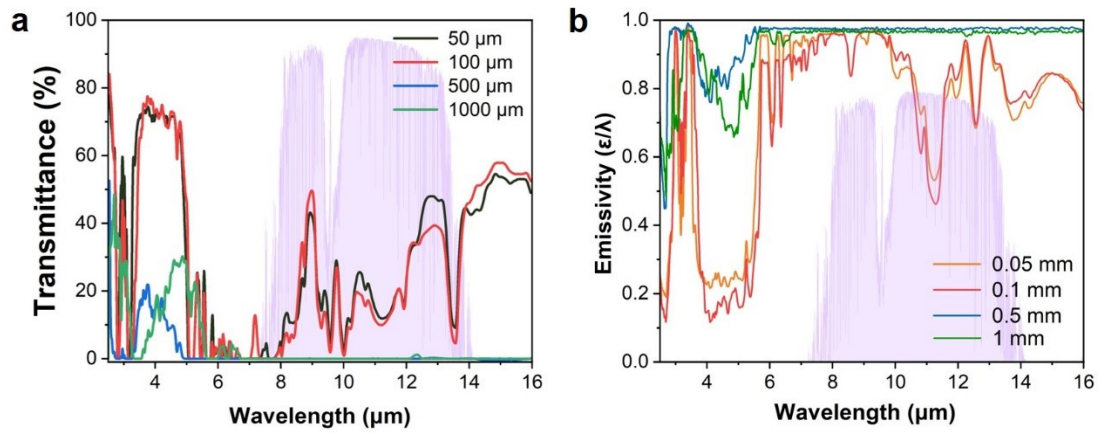 a
100
80
60
40
20
0
Transmittance (%)
50 µm
100 µm
500 µm
1000 µm
4
6
8
10
12
14
16
Wavelength (µm)
b
1.0
0.8
0.6
0.4
0.2
0.0
Emissivity (ε/λ)
0.05 mm
0.1 mm
0.5 mm
1 mm
4
6
8
10
12
14
16
Wavelength (µm)